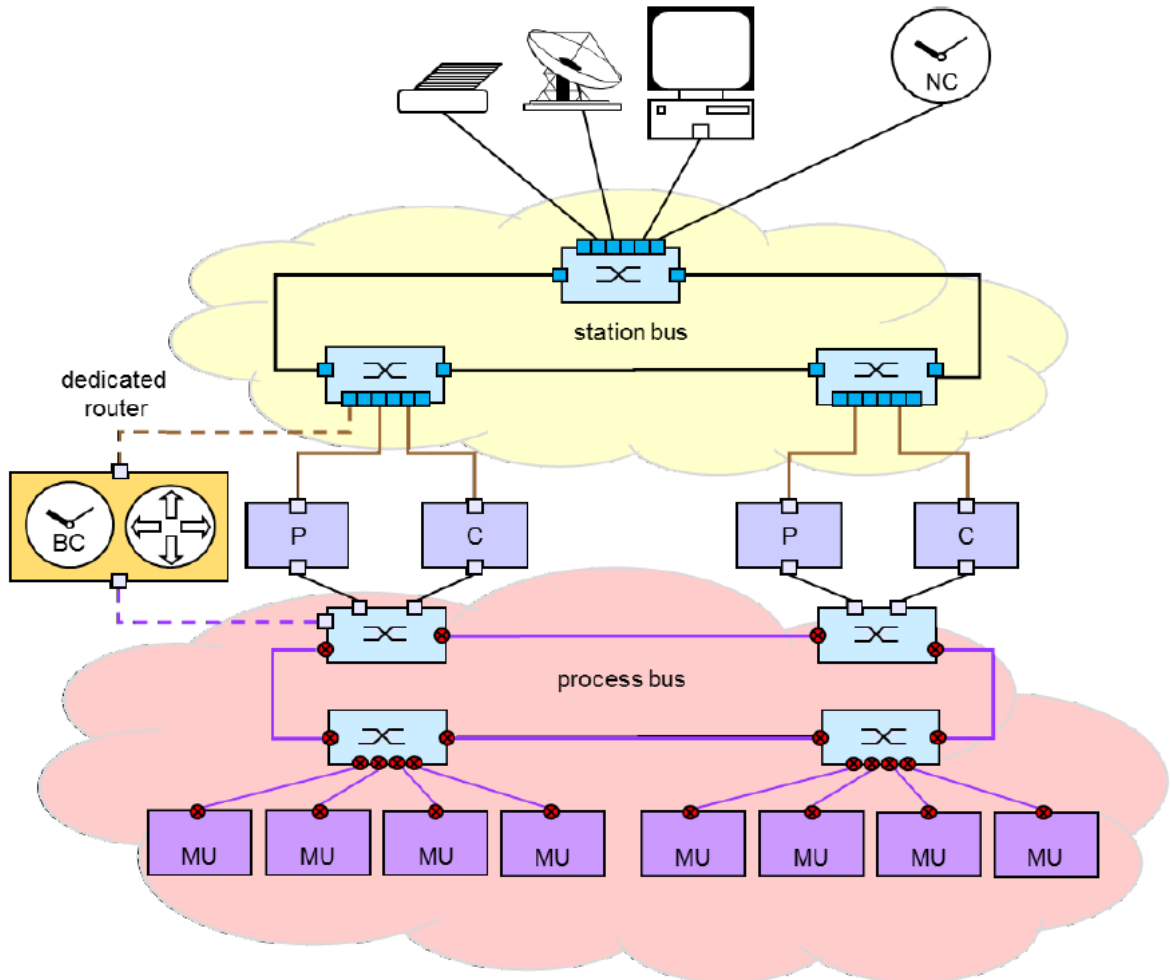 NC
station bus
dedicated
router
BC
P
C
P
C
process bus
MU
MU
MU
MU
MU
MU
MU
MU